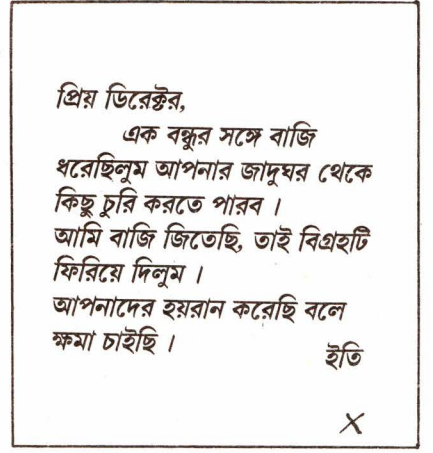 প্রিয় ডিরেক্টর,
এক বন্ধুর সঙ্গে বাজি
ধরেছিলুম আপনার জাদুঘর থেকে
কিছু চুরি করতে পারব ।
আমি বাজি জিতেছি, তাই বিগ্রহটি
ফিরিয়ে দিলুম ।
আপনাদের হয়রান করেছি বলে
ক্ষমা চাইছি ।
ইতি
X